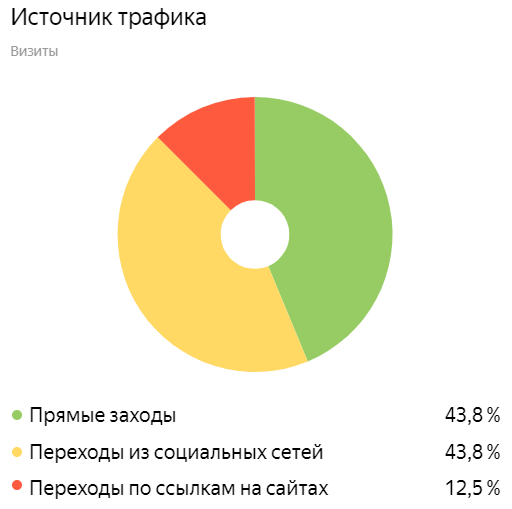 Источник трафика
Визиты
Прямые заходы 43,8 %
Переходы из социальных сетей 43,8 %
Переходы по ссылкам на сайтах 12,5 %